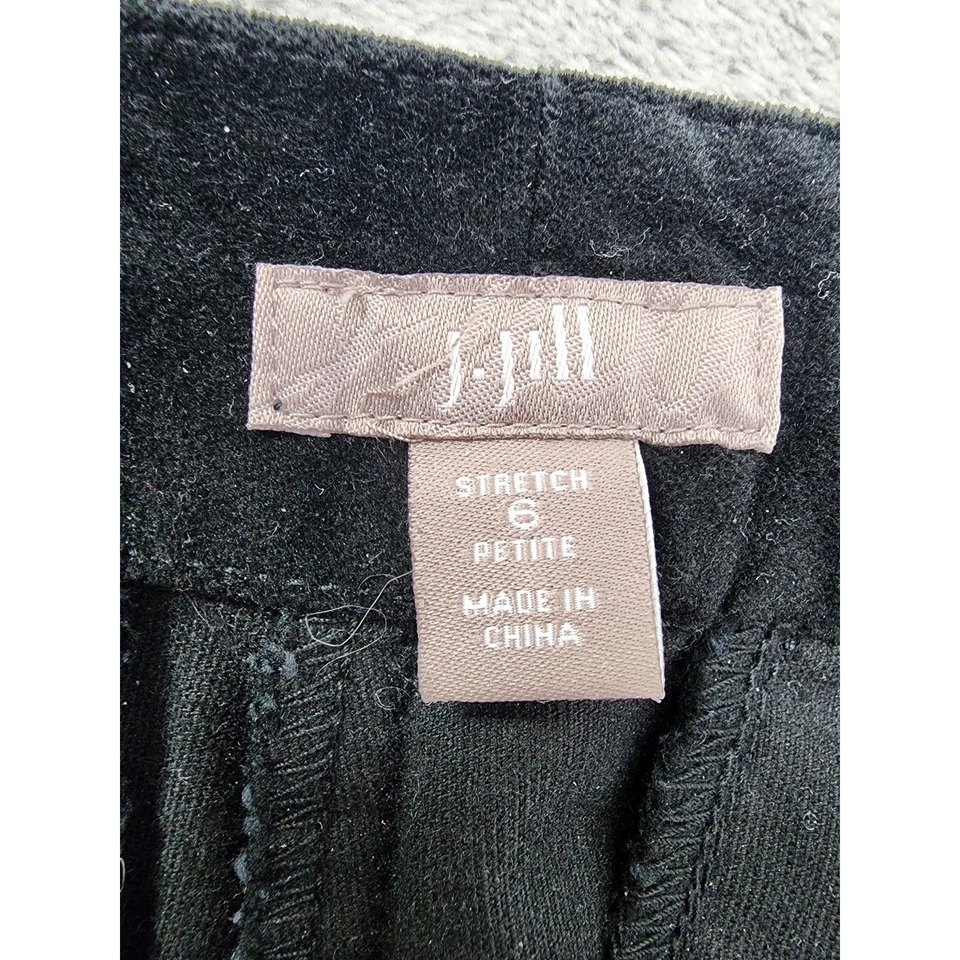 j.jill
STRETCH
6
PETITE
MADE IN
CHINA